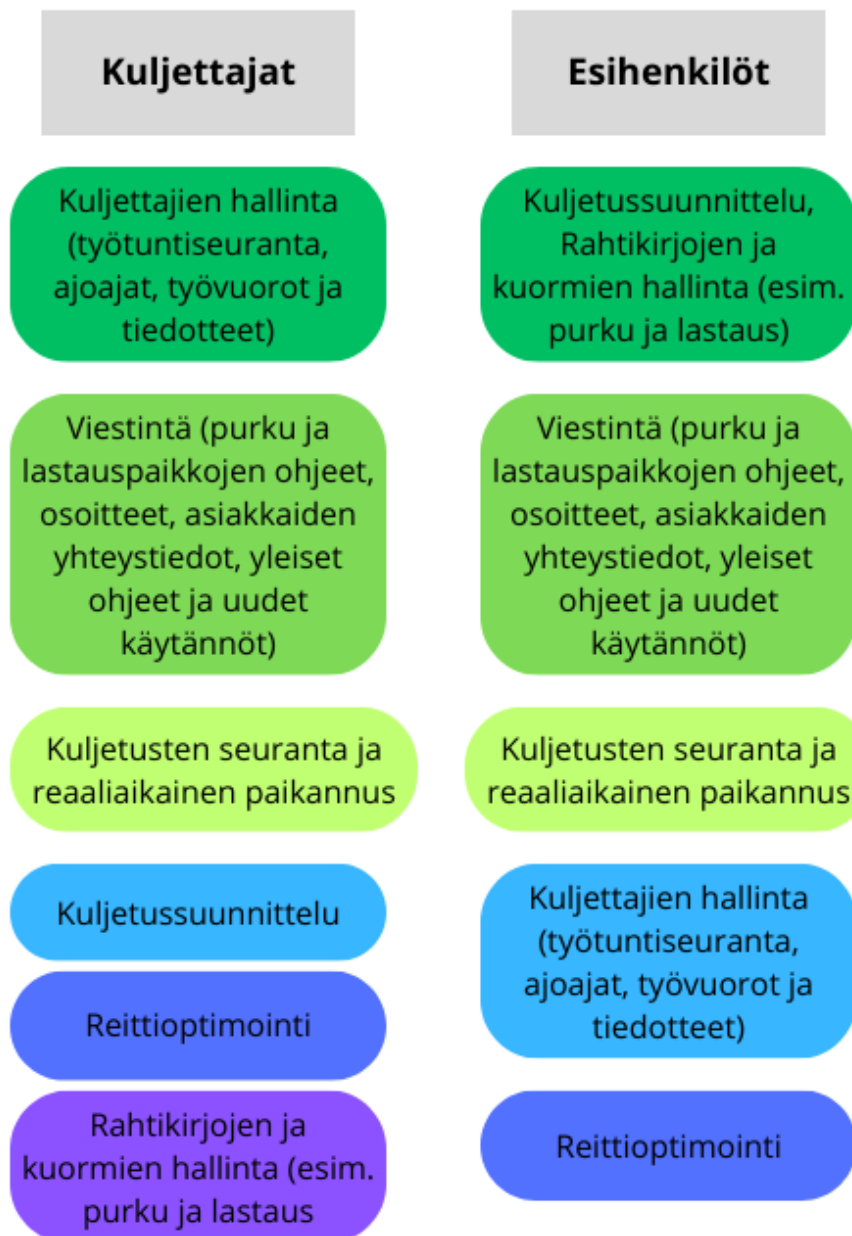 Kuljettajat
Kuljettajien hallinta
(työtuntiseuranta,
ajoajat, työvuorot ja
tiedotteet)
Viestintä (purku ja
lastauspaikkojen ohjeet,
osoitteet, asiakkaiden
yhteystiedot, yleiset
ohjeet ja uudet
käytännöt)
Kuljetusten seuranta ja
reaaliaikainen paikannus
Kuljetussuunnittelu
Reittioptimointi
Rahtikirjojen ja
kuormien hallinta (esim.
purku ja lastaus
Esihenkilöt
Kuljetussuunnittelu,
Rahtikirjojen ja
kuormien hallinta (esim.
purku ja lastaus)
Viestintä (purku ja
lastauspaikkojen ohjeet,
osoitteet, asiakkaiden
yhteystiedot, yleiset
ohjeet ja uudet
käytännöt)
Kuljetusten seuranta ja
reaaliaikainen paikannus
Kuljettajien hallinta
(työtuntiseuranta,
ajoajat, työvuorot ja
tiedotteet)
Reittioptimointi